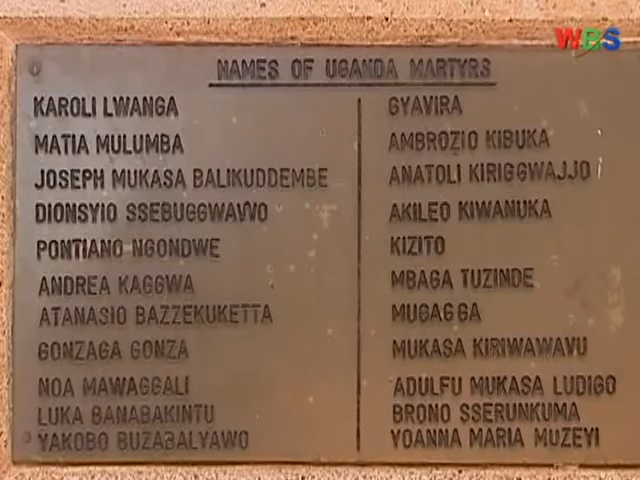 WBS
NAMES OF UGANDA MARTYRS
KAROLI LWANGA
MATIA MULUMBA
JOSEPH MUKASA BALIKUDDEMBE
DIONSYIO SSEBUGGWAVVO
PONTIANO NGONDWE
ANDREA KAGGWA
ATANASIO BAZZEKUKETTA
GONZAGA GONZA
NOA MAWAGGALI
LUKA BANABAKINTU
YAKOBO BUZABALYAWO
GYAVIRA
AMBROZIO KIBUKA
ANATOLI KIRIGGWAJJO
AKILEO KIWANUKA
KIZITO
MBAGA TUZINDE
MUGAGGA
MUKASA KIRIWAWAVU
ADULFU MUKASA LUDIGO
BRONO SSERUNKUMA
YOANNA MARIA MUZEYI